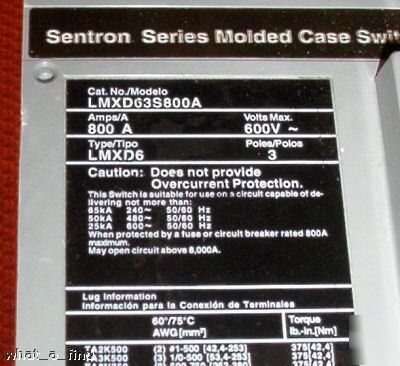 Sentron Series Molded Case Swit
Cat. No./Modelo
LMXD63S800A
Amps/A Volts Max.
800 A 600V ~
Type/Tipo Poles/Polos
LMXD6 3
Caution: Does not provide
Overcurrent Protection.
This Switch is suitable for use on a circuit capable of de-
livering not more than:
65kA 240~ 50/60 Hz
50kA 480~ 50/60 Hz
25kA 600~ 50/60 Hz
When protected by a fuse or circuit breaker rated 800A
maximum.
May open circuit above 8,000A.
Lug Information
Información para la Conexión de Terminales
60°/75°C Torque
AWG[mm²] lb.-in.[Nm]
TA2K500 (2) #1-500 [42,4-253] 375[42,4]
TA3K500 (3) 1/0-500 [53,4-253] 375[42,4]
what_a_find